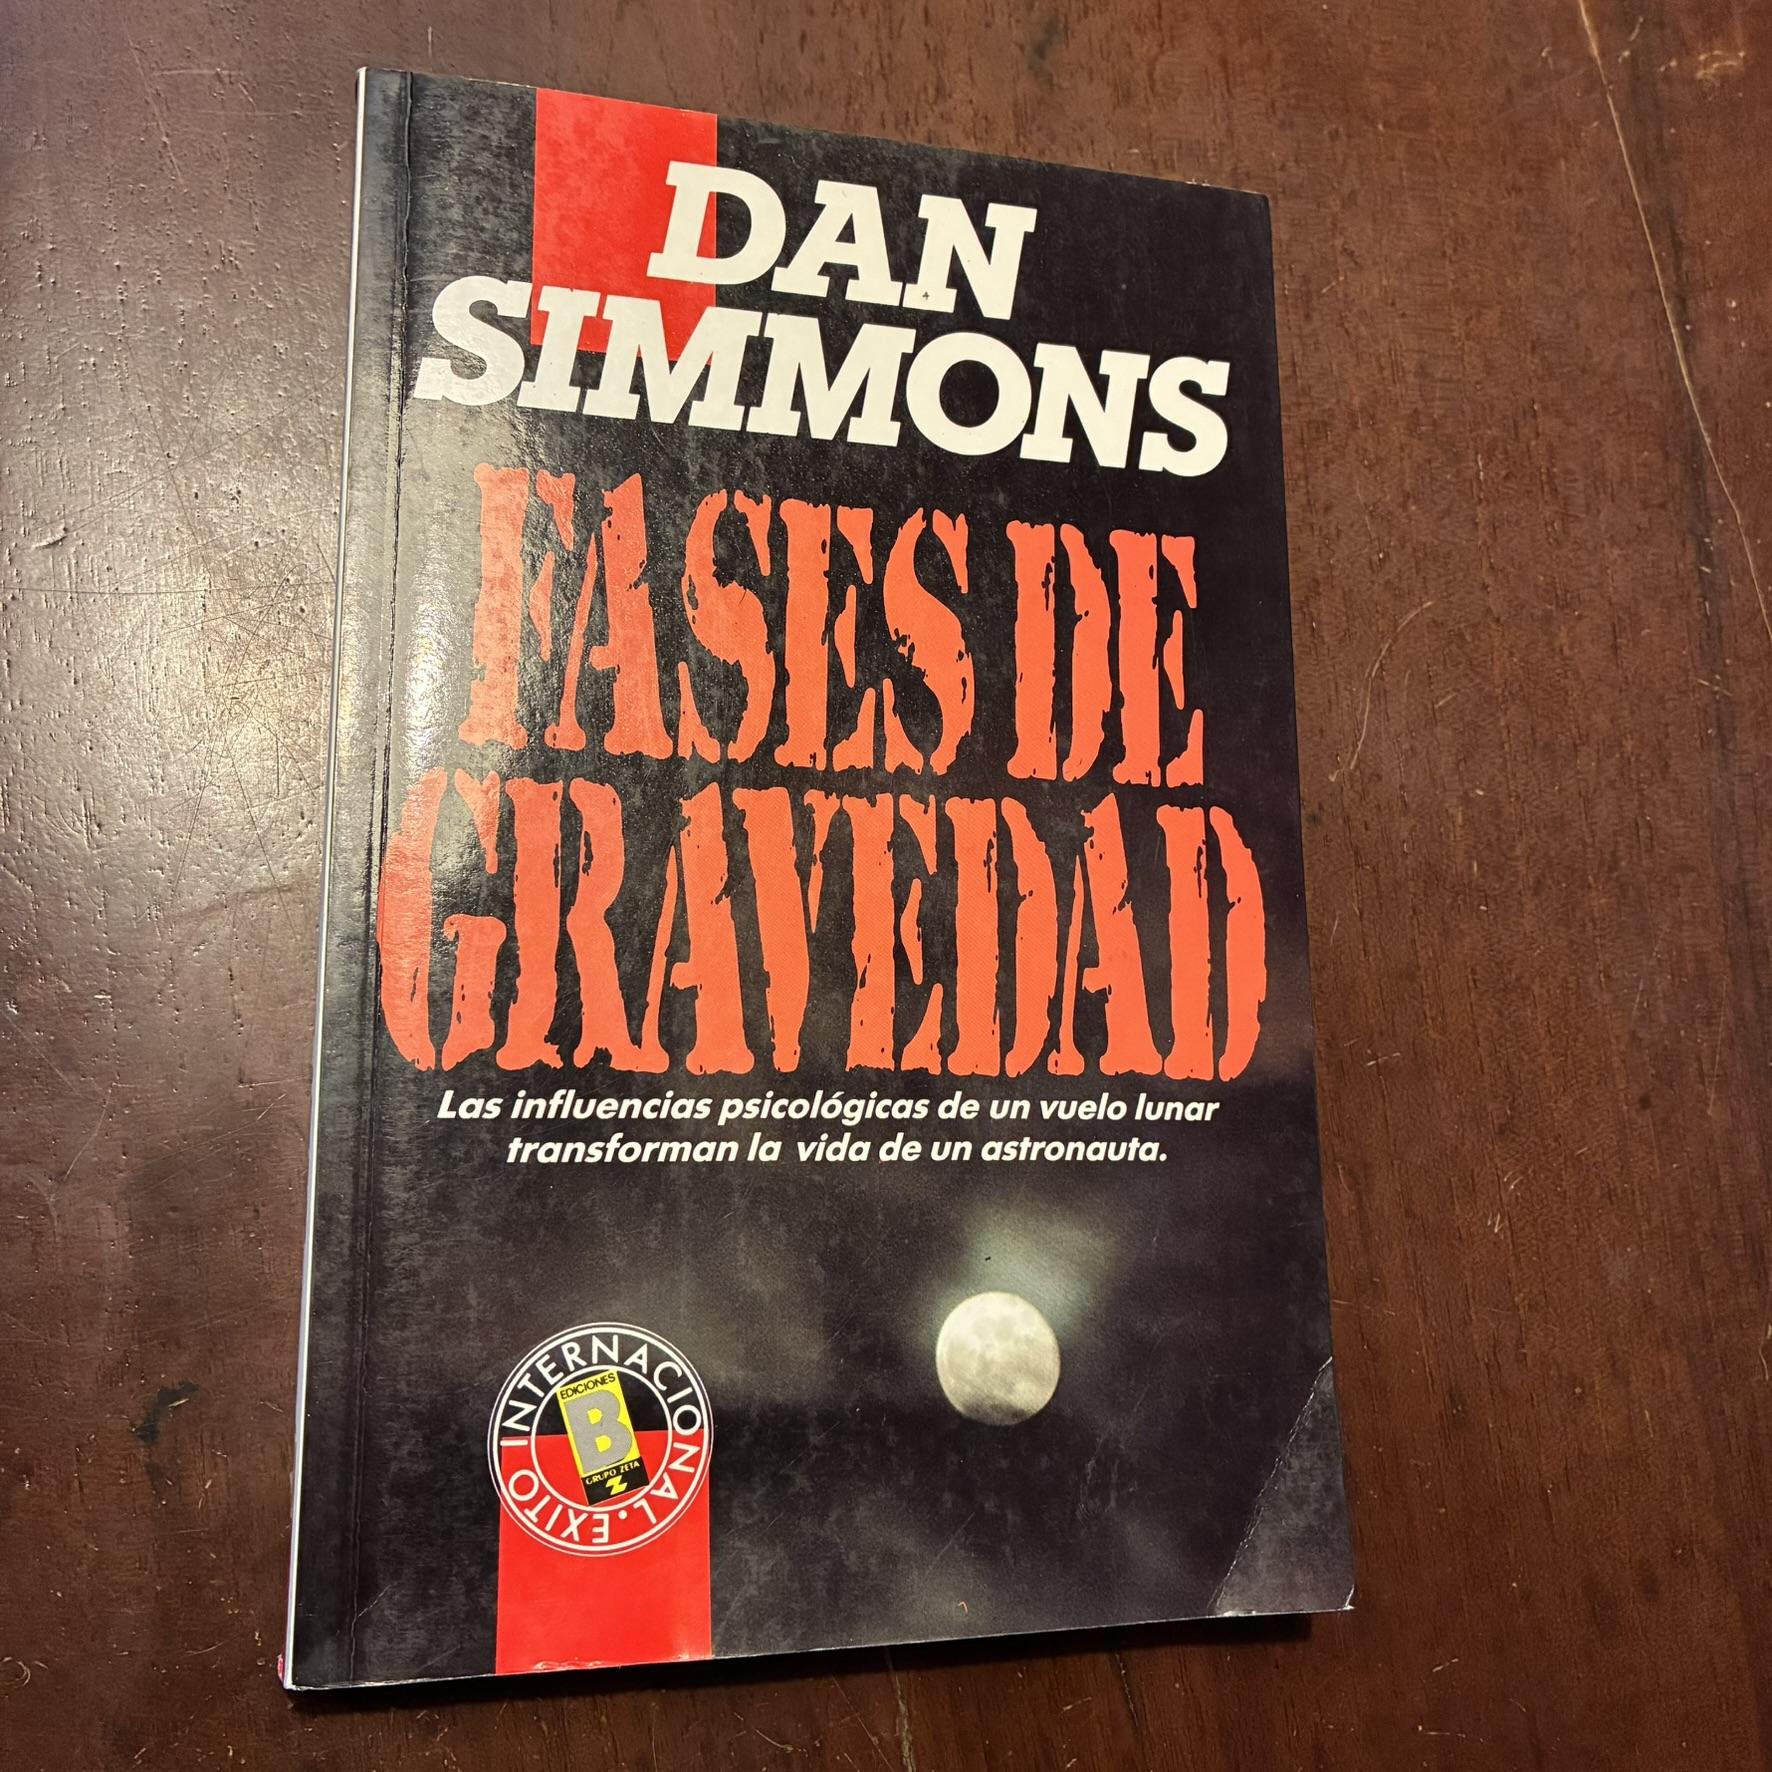 DAN
SIMMONS
FASES DE
GRAVEDAD
Las influencias psicológicas de un vuelo lunar
transforman la vida de un astronauta.
INTERNACIONAL. EXITO
EDICIONES
B
GRUPO ZETA
Z